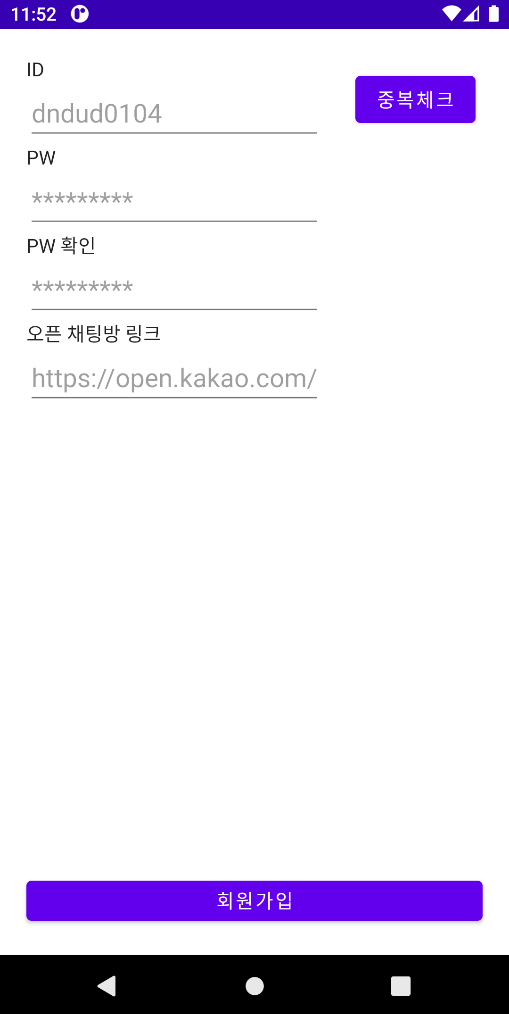 11:52
ID
dndud0104
중복체크
PW
*********
PW 확인
*********
오픈 채팅방 링크
https://open.kakao.com/
회원가입